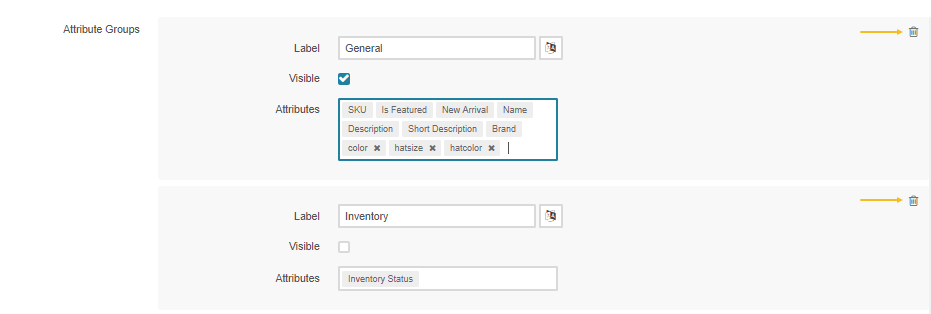 Attribute Groups
Label General
Visible
Attributes SKU Is Featured New Arrival Name
Description Short Description Brand
color hatsize hatcolor
Label Inventory
Visible
Attributes Inventory Status